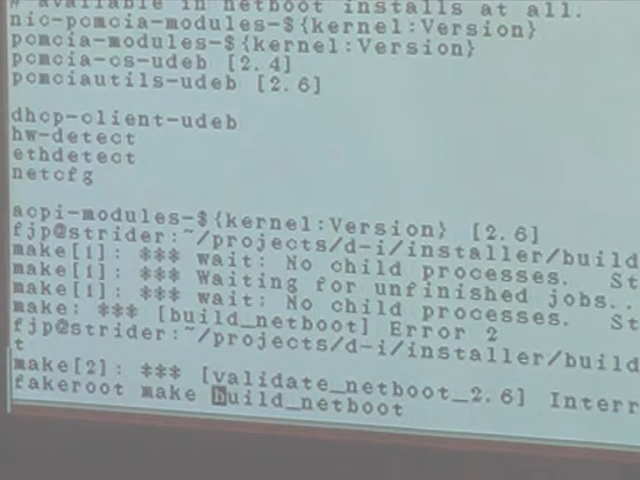 # available in netboot installs at all.
nic-pcmcia-modules-${kernel:Version}
pcmcia-modules-${kernel:Version}
pcmcia-cs-udeb [2.4]
pcmciautils-udeb [2.6]
dhcp-client-udeb
hw-detect
ethdetect
netcfg
acpi-modules-${kernel:Version} [2.6]
fjp@strider:~/projects/d-i/installer/build
make[1]: *** wait: No child processes. St
make[1]: *** Waiting for unfinished jobs..
make[1]: *** wait: No child processes. St
make: *** [build_netboot] Error 2
fjp@strider:~/projects/d-i/installer/build
t
make[2]: *** [validate_netboot_2.6] Interr
fakeroot make build_netboot